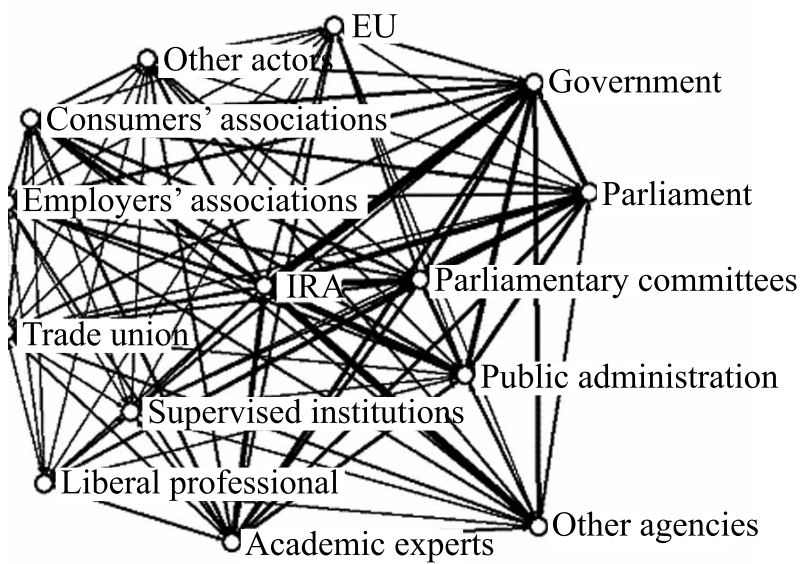 EU
Other actors
Government
Consumers’ associations
Employers’ associations
Parliament
IRA
Parliamentary committees
Trade union
Public administration
Supervised institutions
Liberal professional
Other agencies
Academic experts